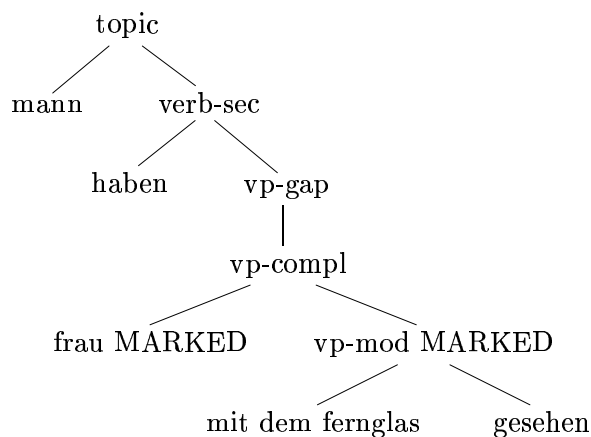 topic
mann verb-sec
haben vp-gap
vp-compl
frau MARKED vp-mod MARKED
mit dem fernglas gesehen